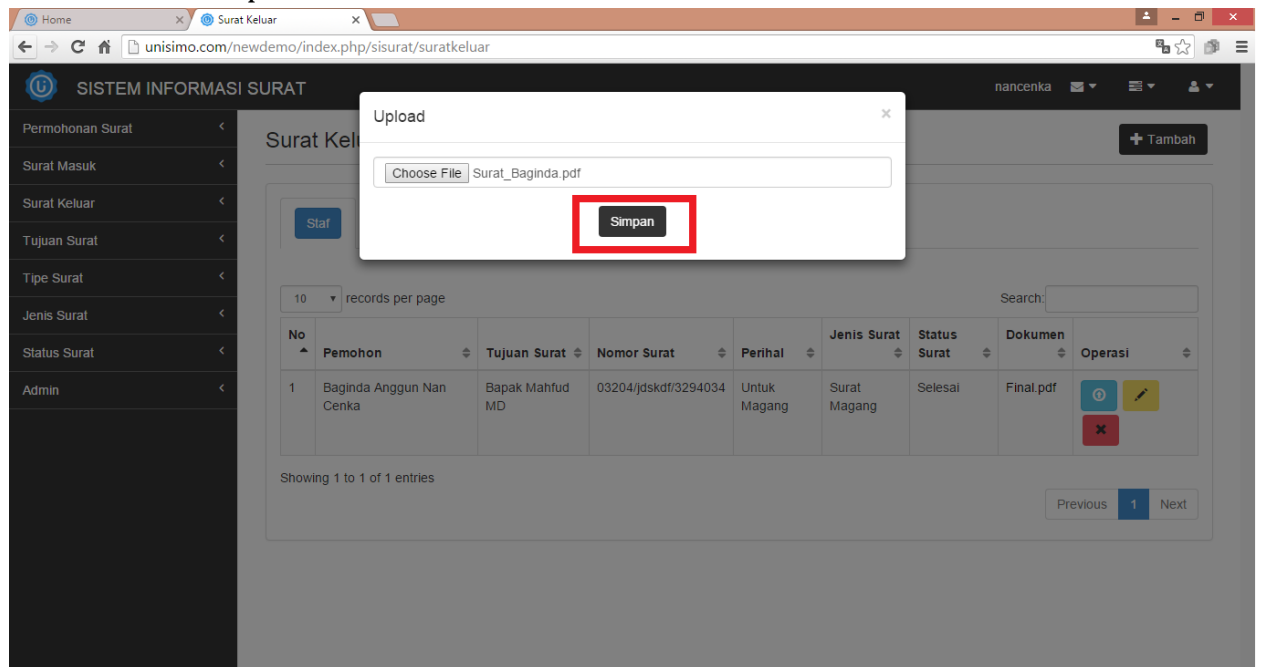 Home
Surat Keluar
unisimo.com/newdemo/index.php/sisurat/suratkeluar
SISTEM INFORMASI SURAT
nancenka
Permohonan Surat
Surat Masuk
Surat Keluar
Tujuan Surat
Tipe Surat
Jenis Surat
Status Surat
Admin
Surat Kel
Tambah
Upload
Choose File Surat_Baginda.pdf
Simpan
Staf
10 records per page
Search:
No Pemohon Tujuan Surat Nomor Surat Perihal Jenis Surat Status Surat Dokumen Operasi
1 Baginda Anggun Nan Cenka Bapak Mahfud MD 03204/jdskdf/3294034 Untuk Magang Surat Magang Selesai Final.pdf
Showing 1 to 1 of 1 entries
Previous 1 Next